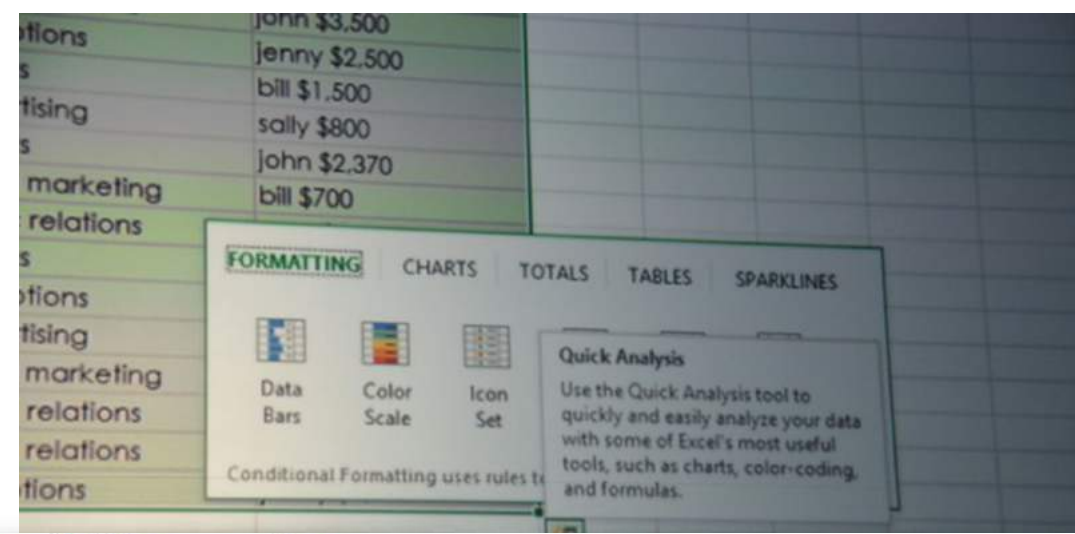 john $3,500
tions
jenny $2,500
s
bill $1,500
tising
sally $800
s
john $2,370
marketing
bill $700
relations
s
tions
tising
marketing
relations
relations
tions
FORMATTING CHARTS TOTALS TABLES SPARKLINES
Data Bars
Color Scale
Icon Set
Conditional Formatting uses rules t
Quick Analysis
Use the Quick Analysis tool to
quickly and easily analyze your data
with some of Excel's most useful
tools, such as charts, color-coding,
and formulas.